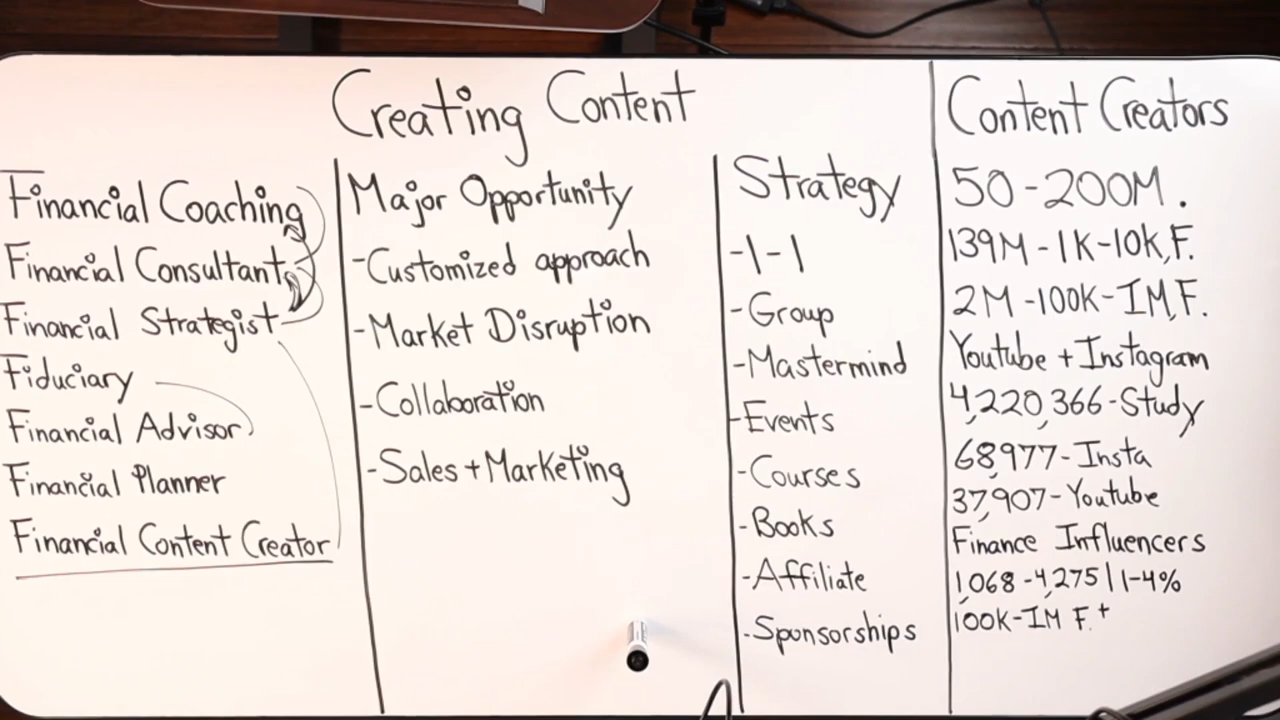 Creating Content
Financial Coaching
Financial Consultant
Financial Strategist
Fiduciary
Financial Advisor
Financial Planner
Financial Content Creator
Major Opportunity
-Customized approach
-Market Disruption
-Collaboration
-Sales + Marketing
Strategy
-1-1
-Group
-Mastermind
-Events
-Courses
-Books
-Affiliate
-Sponsorships
Content Creators
50-200M.
139M-1K-10K,F.
2M-100K-1M,F.
Youtube + Instagram
4,220,366-Study
68,977-Insta
37,907-Youtube
Finance Influencers
1,068-4,275|1-4%
100K-1M F.+